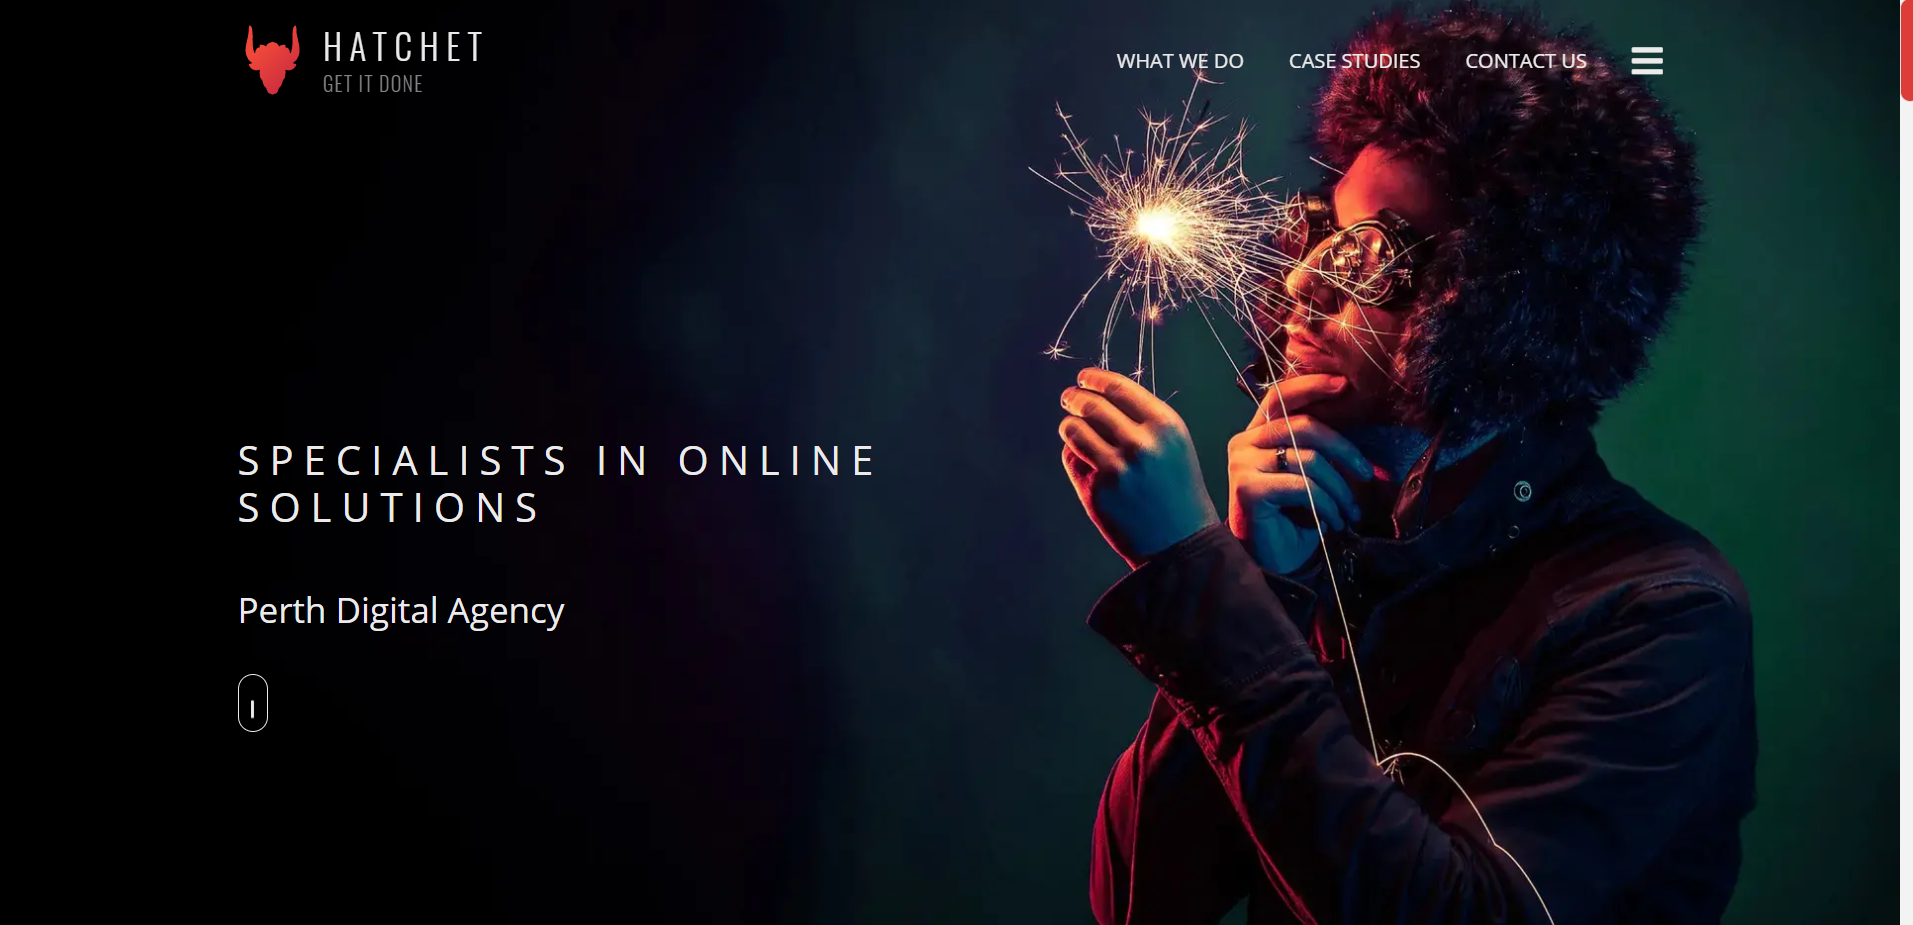 HATCHET
GET IT DONE
WHAT WE DO
CASE STUDIES
CONTACT US
SPECIALISTS IN ONLINE
SOLUTIONS
Perth Digital Agency